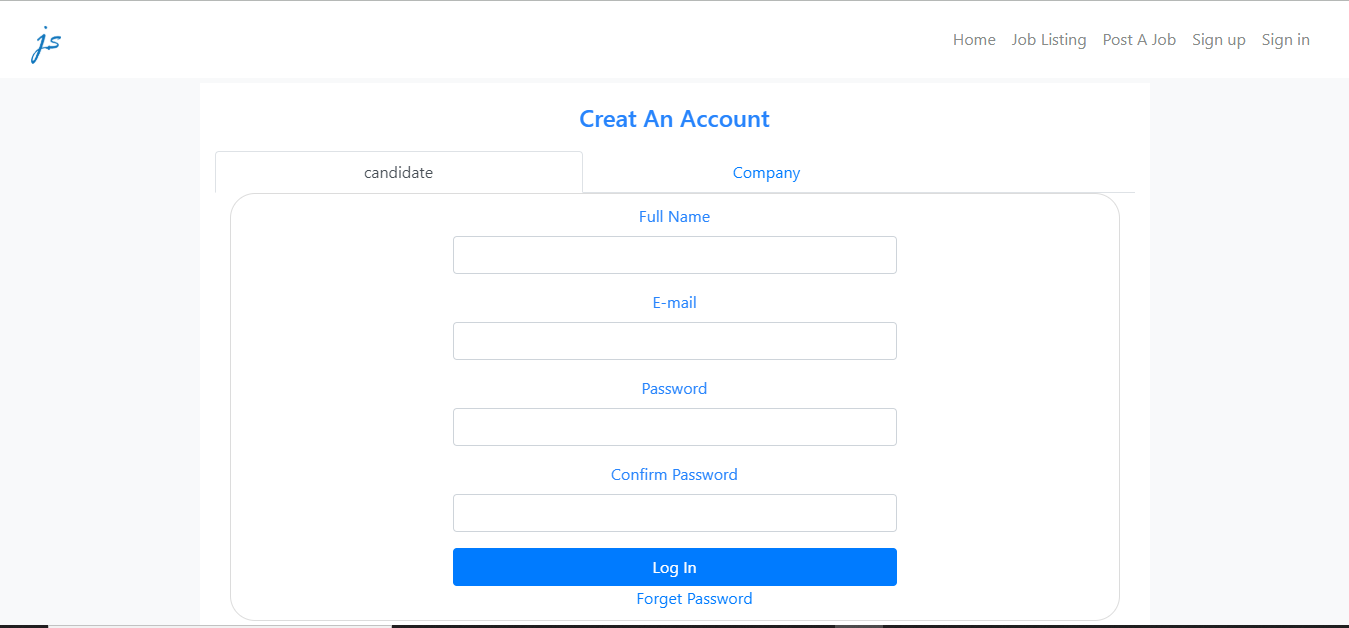 js
Home Job Listing Post A Job Sign up Sign in
Creat An Account
candidate Company
Full Name
E-mail
Password
Confirm Password
Log In
Forget Password